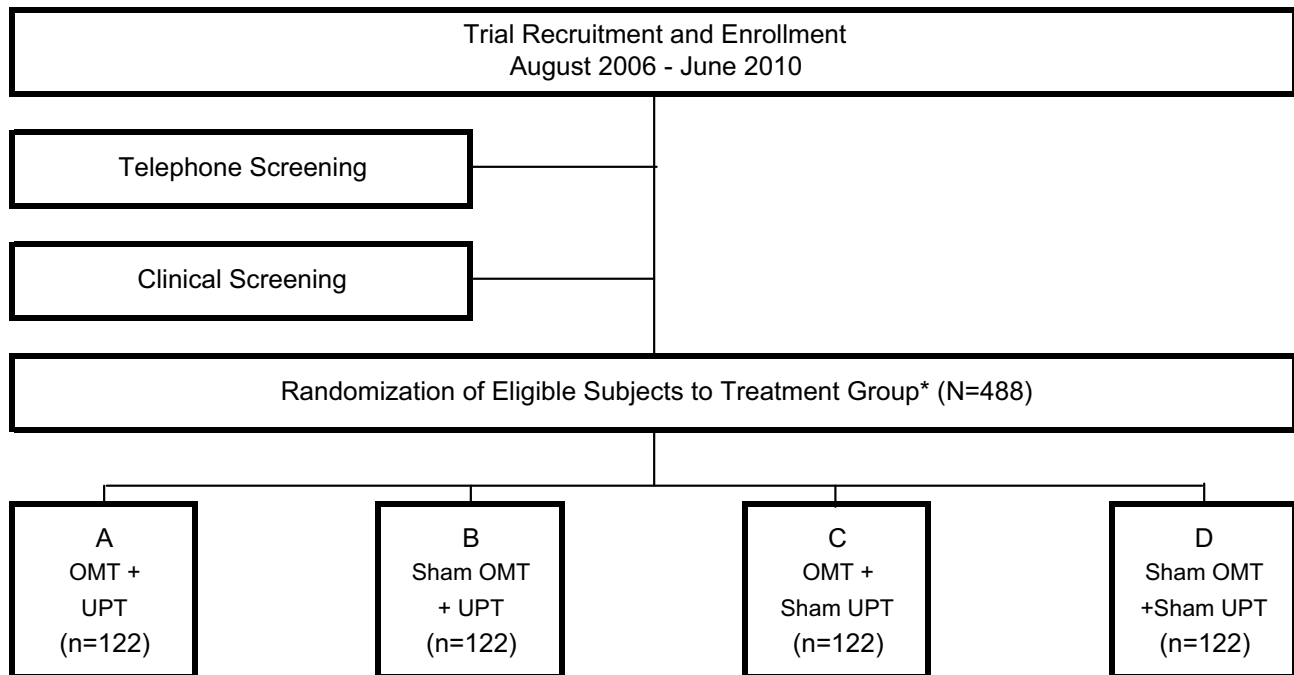 Trial Recruitment and Enrollment
August 2006 - June 2010
Telephone Screening
Clinical Screening
Randomization of Eligible Subjects to Treatment Group* (N=488)
A
OMT +
UPT
(n=122)
B
Sham OMT
+ UPT
(n=122)
C
OMT +
Sham UPT
(n=122)
D
Sham OMT
+Sham UPT
(n=122)